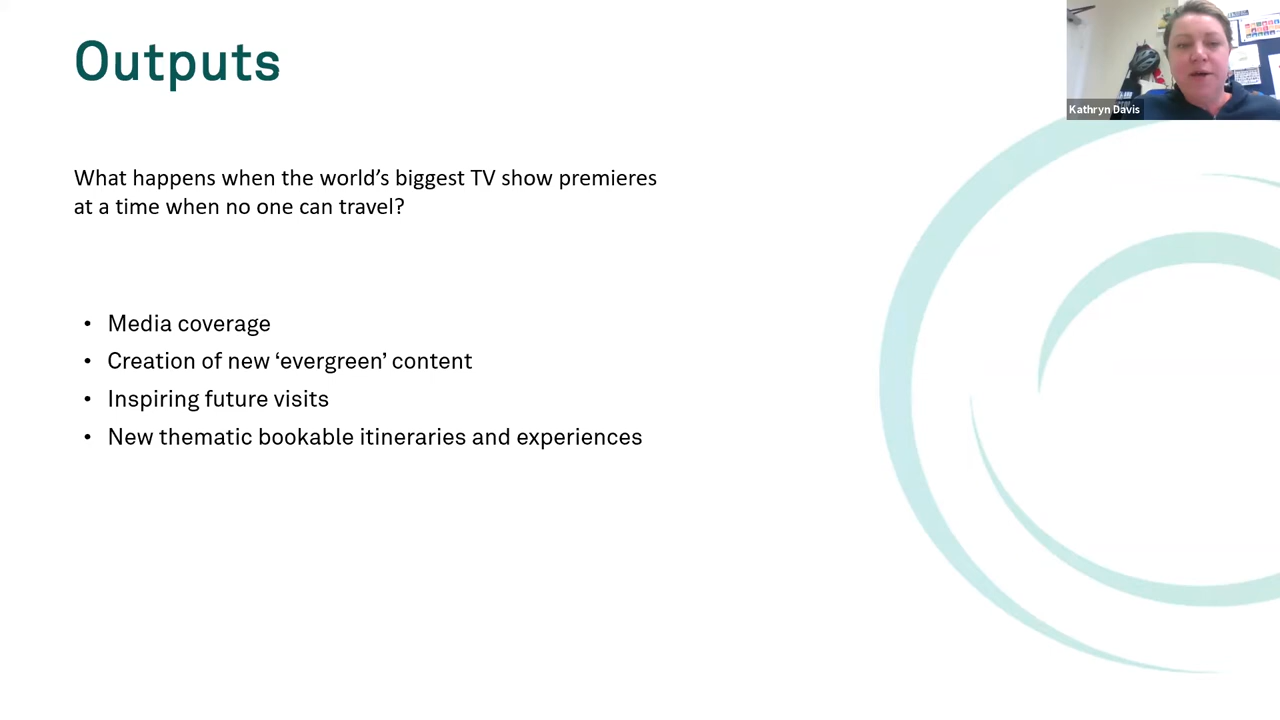 Outputs
Kathryn Davis
What happens when the world’s biggest TV show premieres
at a time when no one can travel?
• Media coverage
• Creation of new ‘evergreen’ content
• Inspiring future visits
• New thematic bookable itineraries and experiences